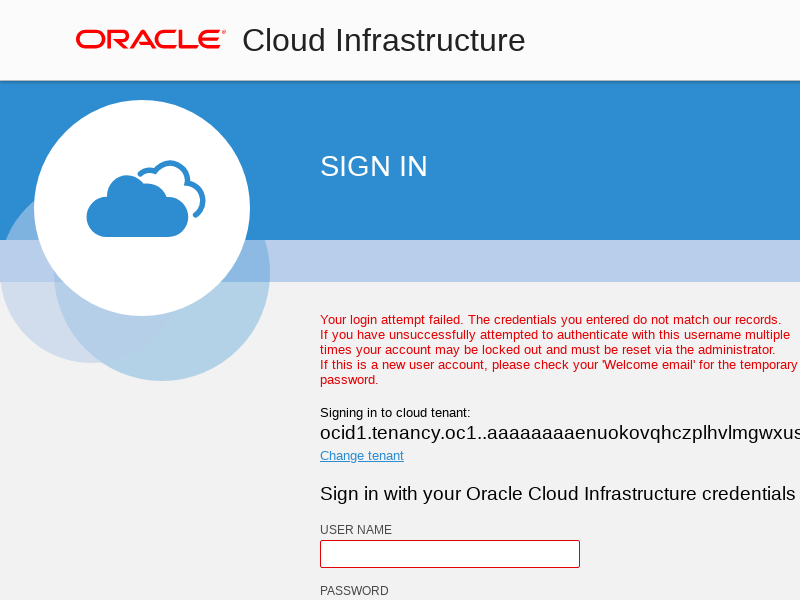 ORACLE® Cloud Infrastructure
SIGN IN
Your login attempt failed. The credentials you entered do not match our records.
If you have unsuccessfully attempted to authenticate with this username multiple
times your account may be locked out and must be reset via the administrator.
If this is a new user account, please check your 'Welcome email' for the temporary
password.
Signing in to cloud tenant:
ocid1.tenancy.oc1..aaaaaaaaenuokovqhczplhvlmgwxus
Change tenant
Sign in with your Oracle Cloud Infrastructure credentials
USER NAME
PASSWORD